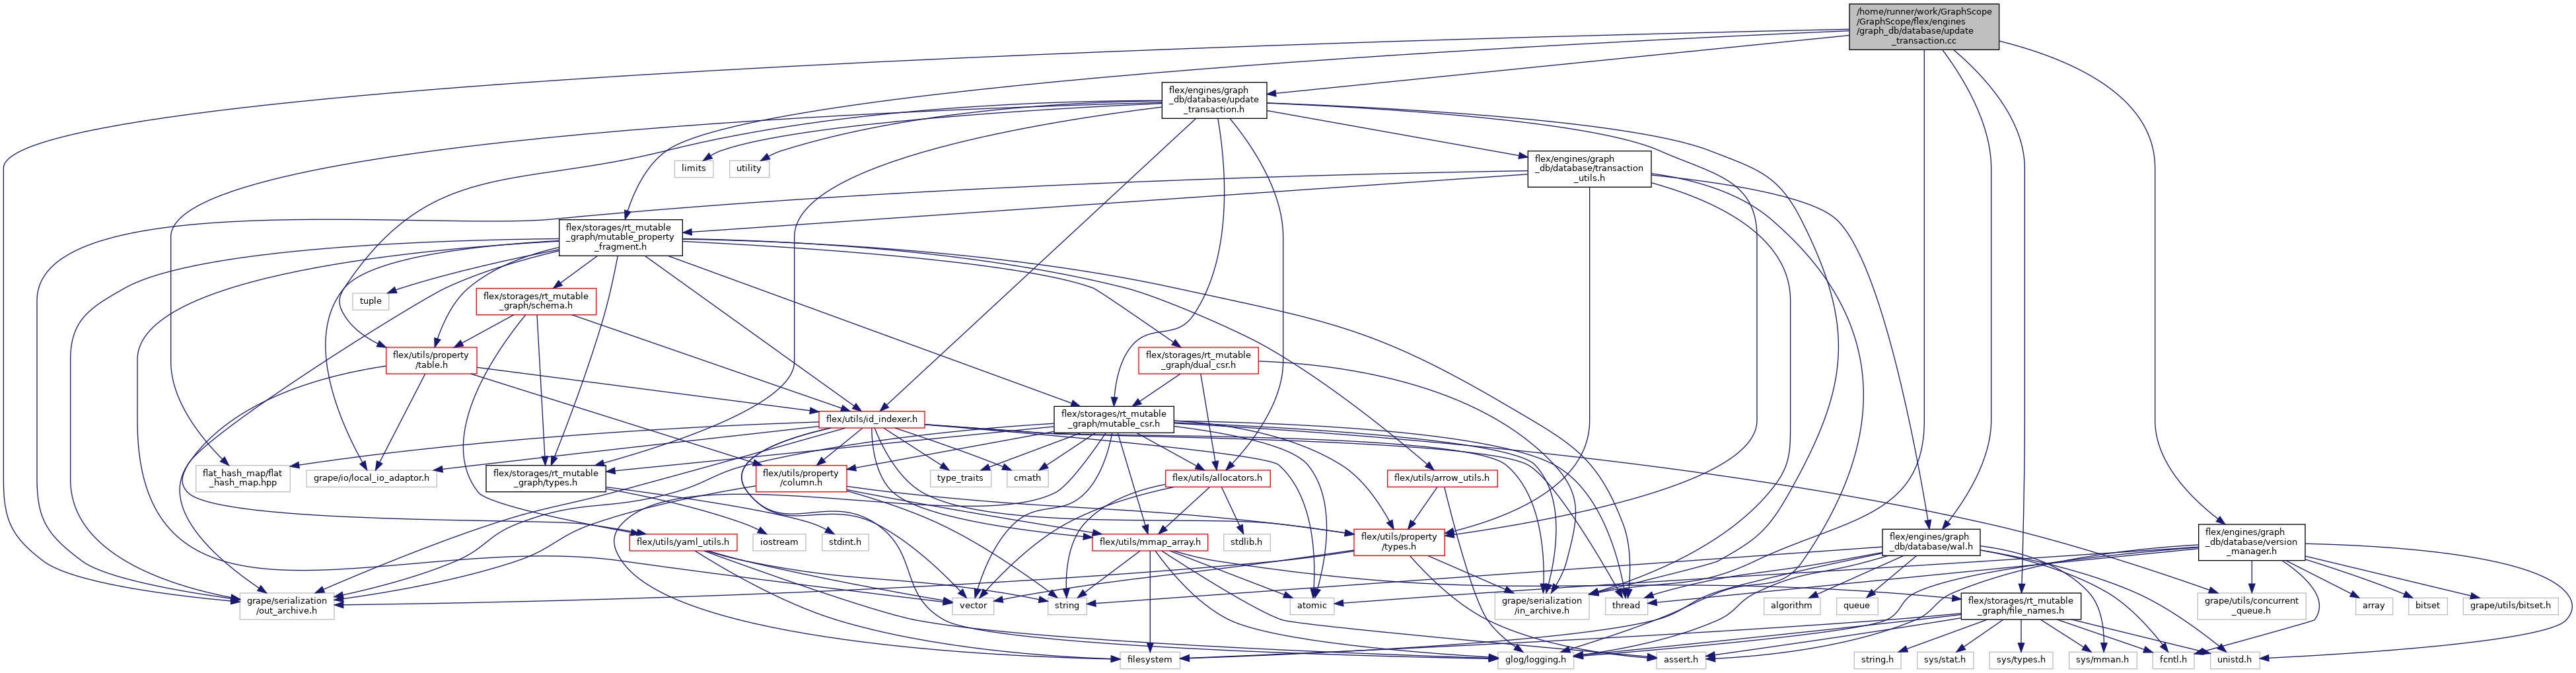 /home/runner/work/GraphScope
/GraphScope/flex/engines
/graph_db/database/update
_transaction.cc
flex/engines/graph
_db/database/update
_transaction.h
limits
utility
flex/engines/graph
_db/database/transaction
_utils.h
flex/storages/rt_mutable
_graph/mutable_property
_fragment.h
tuple
flex/storages/rt_mutable
_graph/schema.h
flex/utils/property
/table.h
flex/storages/rt_mutable
_graph/dual_csr.h
flex/utils/id_indexer.h
flex/storages/rt_mutable
_graph/mutable_csr.h
flat_hash_map/flat
_hash_map.hpp
grape/io/local_io_adaptor.h
flex/storages/rt_mutable
_graph/types.h
flex/utils/property
/column.h
type_traits
cmath
flex/utils/allocators.h
flex/utils/arrow_utils.h
flex/utils/yaml_utils.h
iostream
stdint.h
flex/utils/mmap_array.h
stdlib.h
flex/utils/property
/types.h
flex/engines/graph
_db/database/wal.h
flex/engines/graph
_db/database/version
_manager.h
grape/serialization
/out_archive.h
vector
string
atomic
grape/serialization
/in_archive.h
thread
algorithm
queue
flex/storages/rt_mutable
_graph/file_names.h
grape/utils/concurrent
_queue.h
array
bitset
grape/utils/bitset.h
filesystem
glog/logging.h
assert.h
string.h
sys/stat.h
sys/types.h
sys/mman.h
fcntl.h
unistd.h